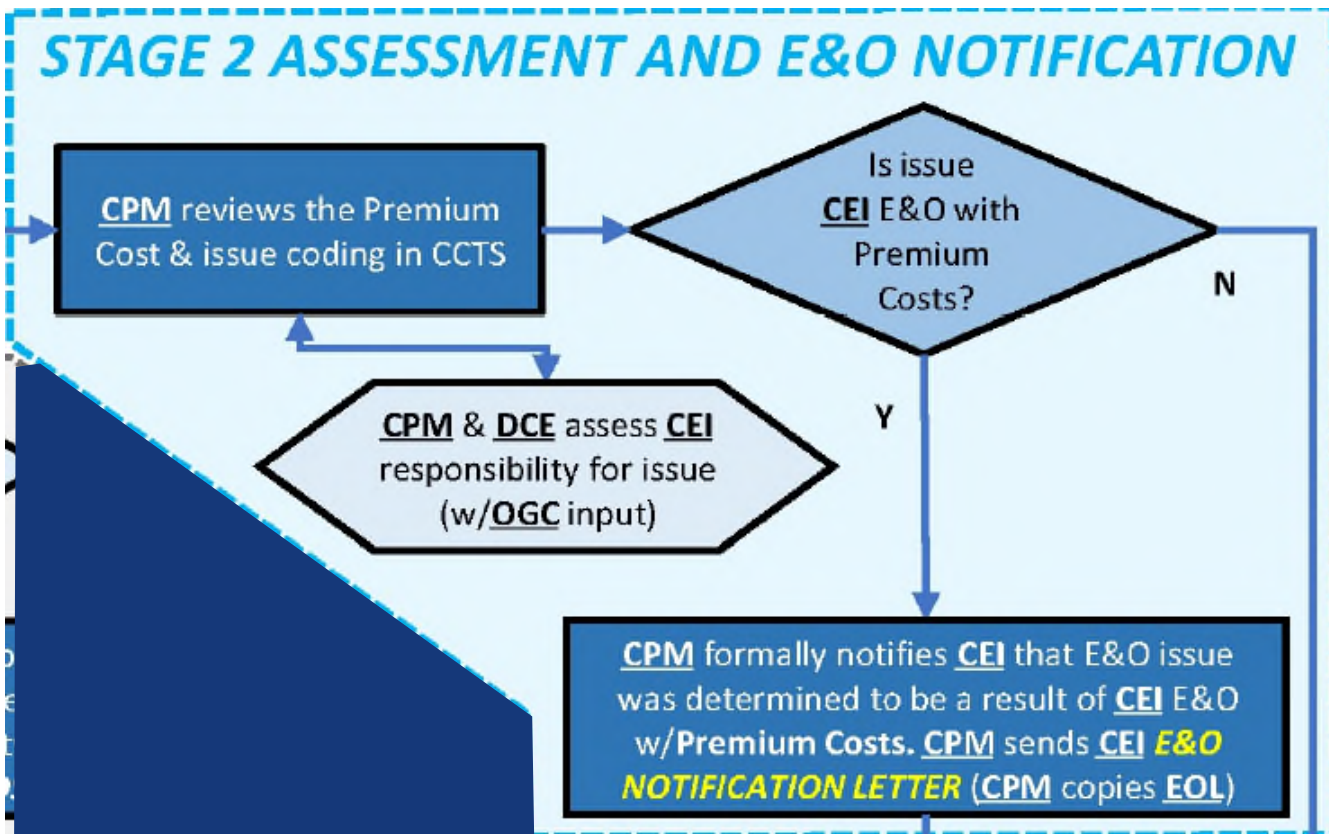 STAGE 2 ASSESSMENT AND E&O NOTIFICATION
CPM reviews the Premium
Cost & issue coding in CCTS
Is issue
CEI E&O with
Premium
Costs?
N
Y
CPM & DCE assess CEI
responsibility for issue
(w/OGC input)
CPM formally notifies CEI that E&O issue
was determined to be a result of CEI E&O
w/Premium Costs. CPM sends CEI E&O
NOTIFICATION LETTER (CPM copies EOL)